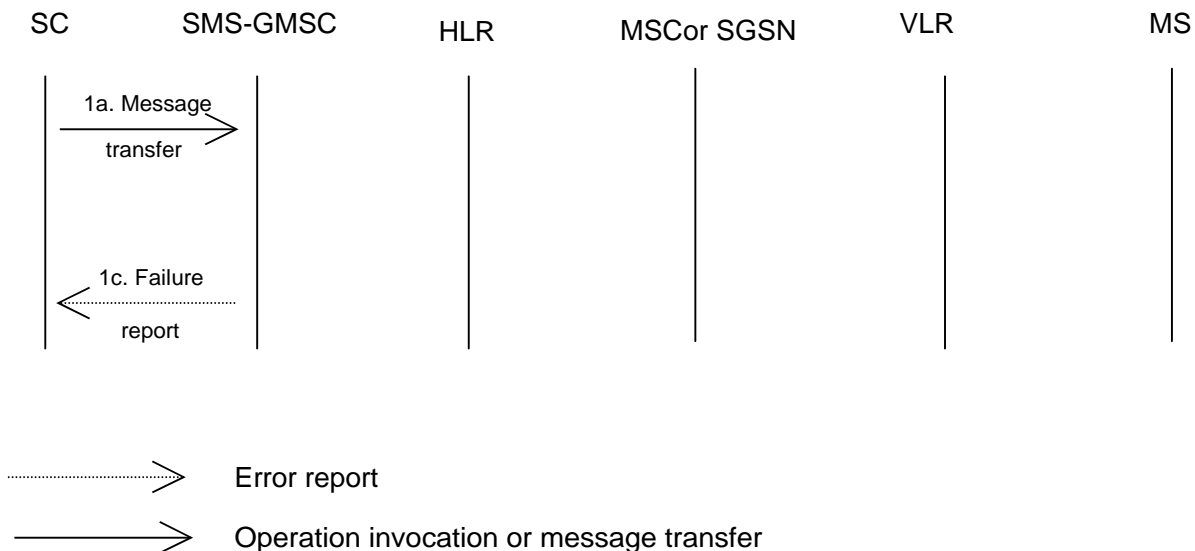 SC SMS-GMSC HLR MSCor SGSN VLR MS
1a. Message
transfer
1c. Failure
report
Error report
Operation invocation or message transfer